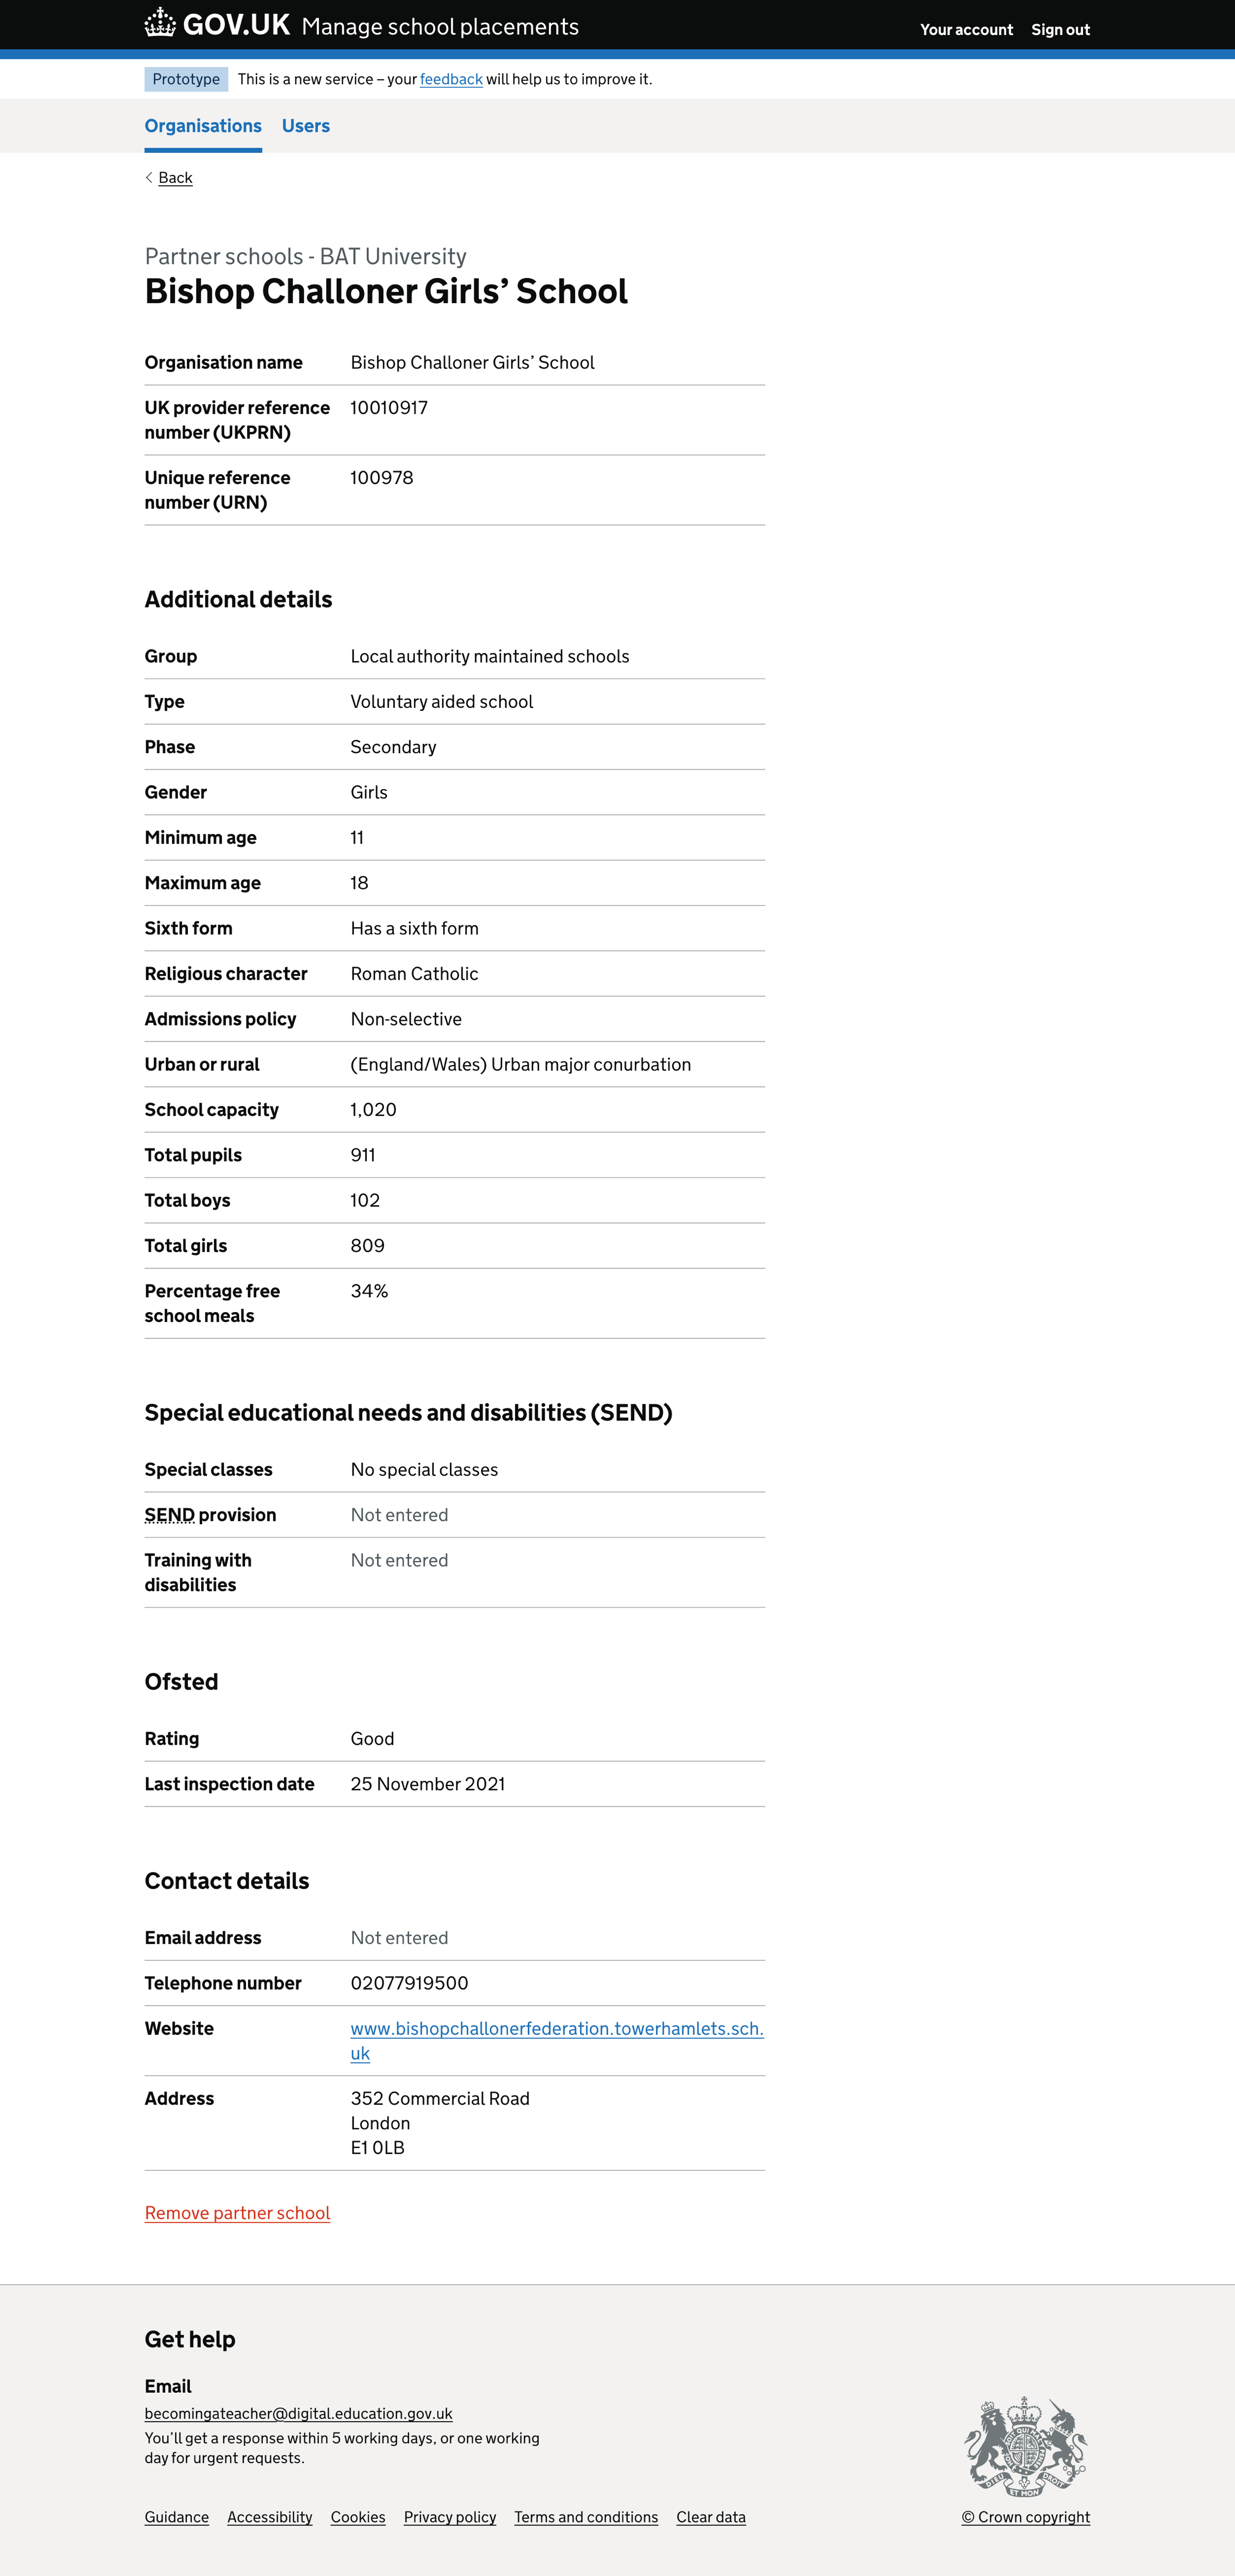 GOV.UK Manage school placements Your account Sign out
Prototype This is a new service – your feedback will help us to improve it.
Organisations Users
Back
Partner schools - BAT University
Bishop Challoner Girls’ School
Organisation name Bishop Challoner Girls’ School
UK provider reference 10010917
number (UKPRN)
Unique reference 100978
number (URN)
Additional details
Group Local authority maintained schools
Type Voluntary aided school
Phase Secondary
Gender Girls
Minimum age 11
Maximum age 18
Sixth form Has a sixth form
Religious character Roman Catholic
Admissions policy Non-selective
Urban or rural (England/Wales) Urban major conurbation
School capacity 1,020
Total pupils 911
Total boys 102
Total girls 809
Percentage free 34%
school meals
Special educational needs and disabilities (SEND)
Special classes No special classes
SEND provision Not entered
Training with Not entered
disabilities
Ofsted
Rating Good
Last inspection date 25 November 2021
Contact details
Email address Not entered
Telephone number 02077919500
Website www.bishopchallonerfederation.towerhamlets.sch.
uk
Address 352 Commercial Road
London
E1 0LB
Remove partner school
Get help
Email
becomingateacher@digital.education.gov.uk
You’ll get a response within 5 working days, or one working
day for urgent requests.
DIEU ET MON DROIT
Guidance Accessibility Cookies Privacy policy Terms and conditions Clear data © Crown copyright